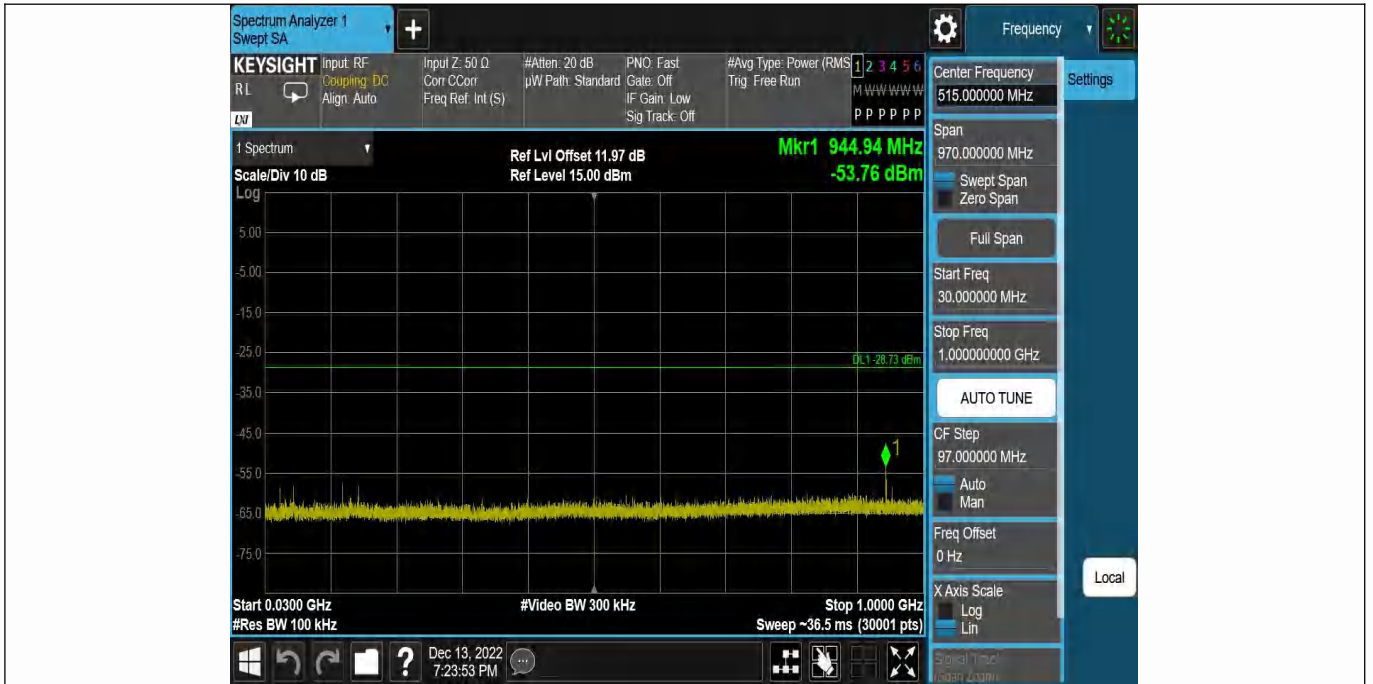 Spectrum Analyzer 1
Swept SA
+
Frequency
KEYSIGHT
RL
LXI
Input: RF
Coupling: DC
Align: Auto
Input Z: 50 Ω
Corr CCorr
Freq Ref: Int (S)
#Atten: 20 dB
µW Path: Standard
PNO: Fast
Gate: Off
IF Gain: Low
Sig Track: Off
#Avg Type: Power (RMS
Trig: Free Run
1 2 3 4 5 6
M W W W W W
P P P P P P
Center Frequency
515.000000 MHz
Settings
1 Spectrum
Scale/Div 10 dB
Ref Lvl Offset 11.97 dB
Ref Level 15.00 dBm
Mkr1 944.94 MHz
-53.76 dBm
Log
5.00
-5.00
-15.0
-25.0
-35.0
-45.0
-55.0
-65.0
-75.0
DL1 -28.73 dBm
1
Start 0.0300 GHz
#Res BW 100 kHz
#Video BW 300 kHz
Stop 1.0000 GHz
Sweep ~36.5 ms (30001 pts)
Span
970.000000 MHz
Swept Span
Zero Span
Full Span
Start Freq
30.000000 MHz
Stop Freq
1.000000000 GHz
AUTO TUNE
CF Step
97.000000 MHz
Auto
Man
Freq Offset
0 Hz
X Axis Scale
Log
Lin
Signal Track
(Span Zoom)
Local
?
Dec 13, 2022
7:23:53 PM